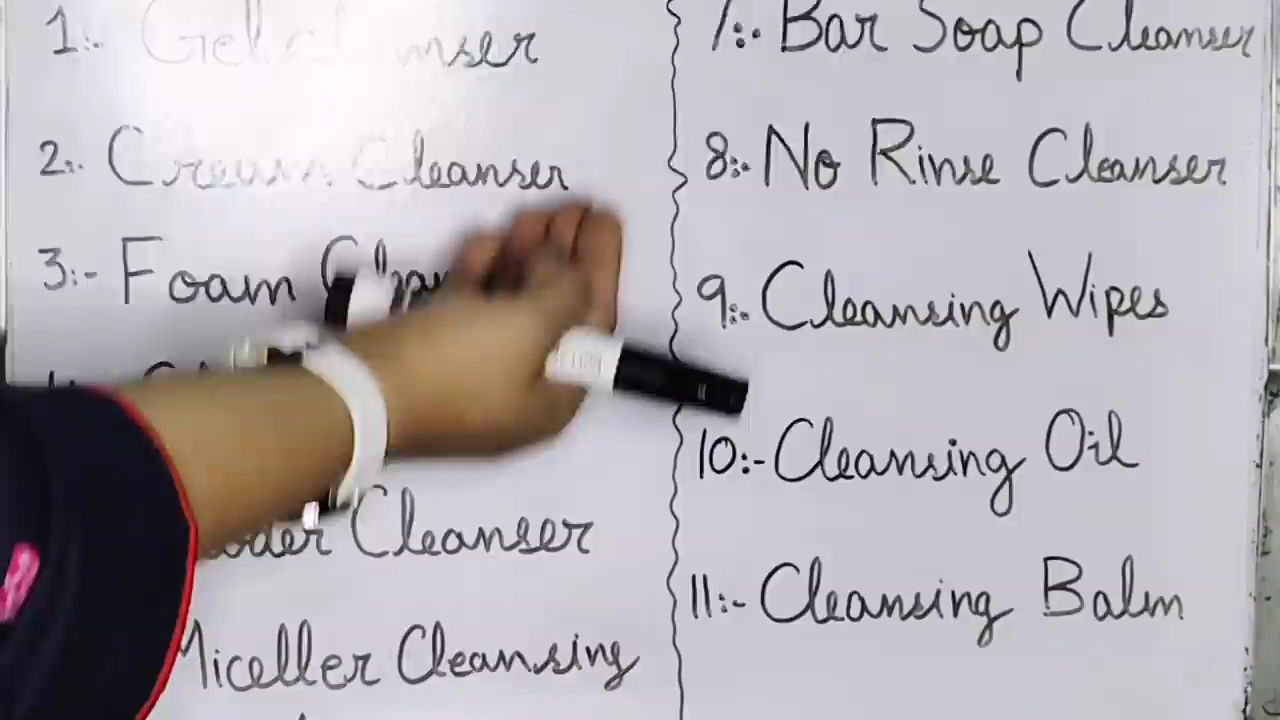 1:- Gel cleanser
2:- Cream Cleanser
3:- Foam
Cleanser
Miceller Cleansing
7:- Bar Soap Cleanser
8:- No Rinse Cleanser
9:- Cleansing Wipes
10:- Cleansing Oil
11:- Cleansing Balm